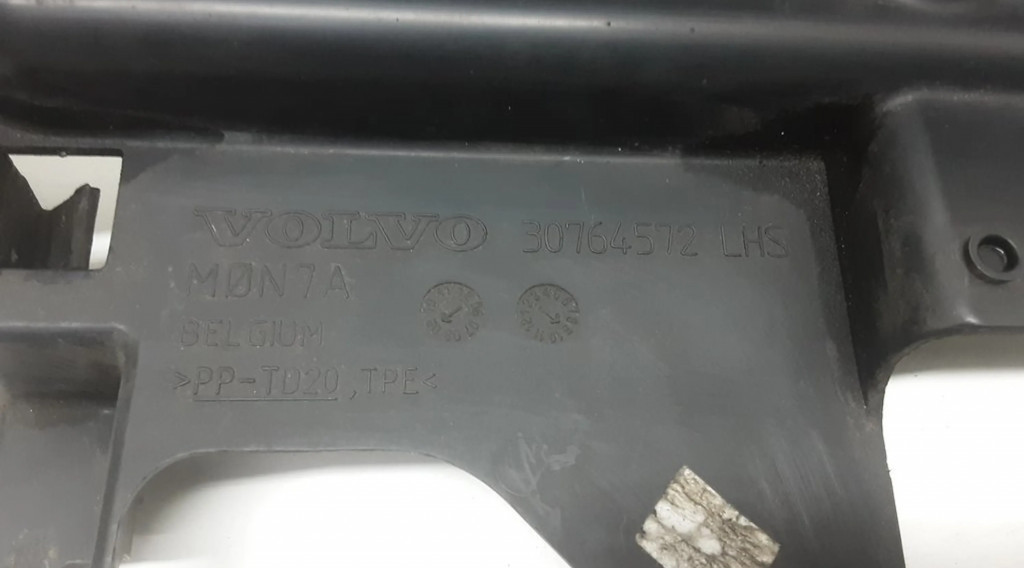 VOLVO 30764572 LHS
MØN7A
BELGIUM
>PP-TD20,TPE<